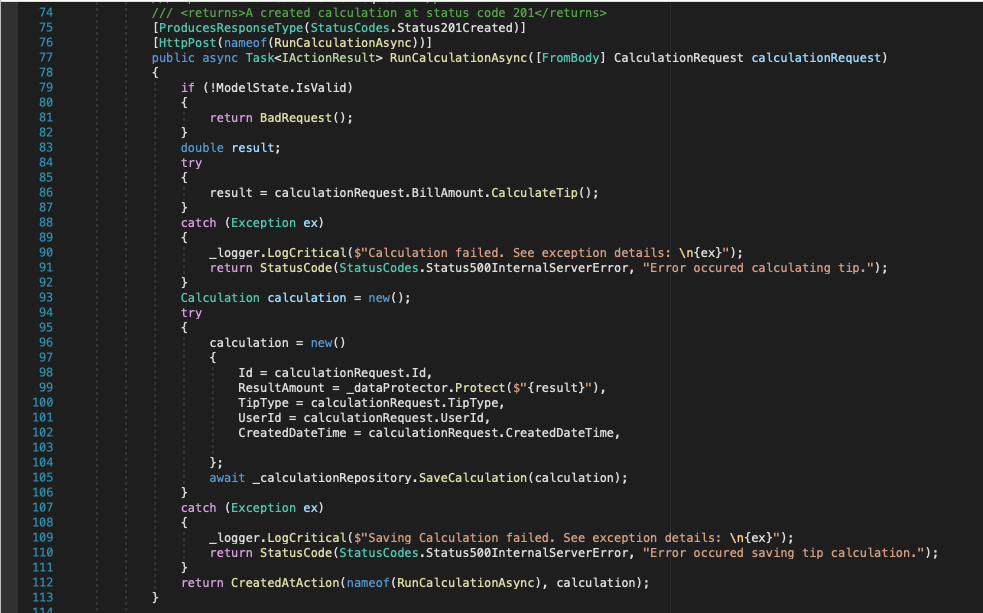 74 /// <returns>A created calculation at status code 201</returns>
75 [ProducesResponseType(StatusCodes.Status201Created)]
76 [HttpPost(nameof(RunCalculationAsync))]
77 public async Task<IActionResult> RunCalculationAsync([FromBody] CalculationRequest calculationRequest)
78 {
79 if (!ModelState.IsValid)
80 {
81 return BadRequest();
82 }
83 double result;
84 try
85 {
86 result = calculationRequest.BillAmount.CalculateTip();
87 }
88 catch (Exception ex)
89 {
90 _logger.LogCritical($"Calculation failed. See exception details: \n{ex}");
91 return StatusCode(StatusCodes.Status500InternalServerError, "Error occured calculating tip.");
92 }
93 Calculation calculation = new();
94 try
95 {
96 calculation = new()
97 {
98 Id = calculationRequest.Id,
99 ResultAmount = _dataProtector.Protect($"{result}"),
100 TipType = calculationRequest.TipType,
101 UserId = calculationRequest.UserId,
102 CreatedDateTime = calculationRequest.CreatedDateTime,
103
104 };
105 await _calculationRepository.SaveCalculation(calculation);
106 }
107 catch (Exception ex)
108 {
109 _logger.LogCritical($"Saving Calculation failed. See exception details: \n{ex}");
110 return StatusCode(StatusCodes.Status500InternalServerError, "Error occured saving tip calculation.");
111 }
112 return CreatedAtAction(nameof(RunCalculationAsync), calculation);
113 }
114